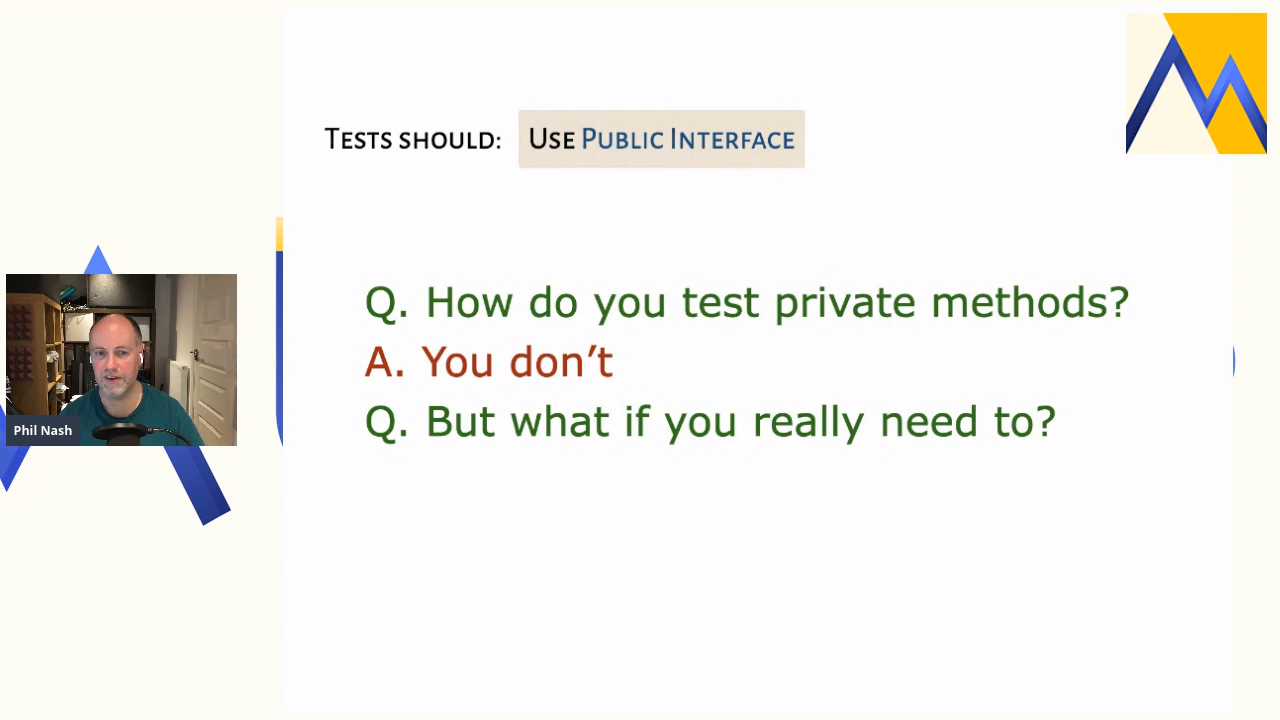 Tests should: Use Public Interface
Q. How do you test private methods?
A. You don’t
Q. But what if you really need to?
Phil Nash